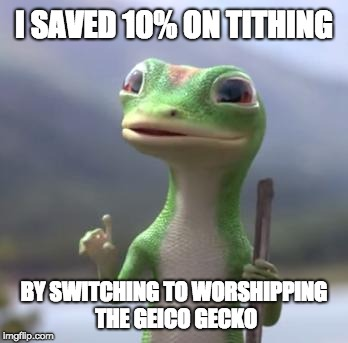 I SAVED 10% ON TITHING
BY SWITCHING TO WORSHIPPING
THE GEICO GECKO
imgflip.com